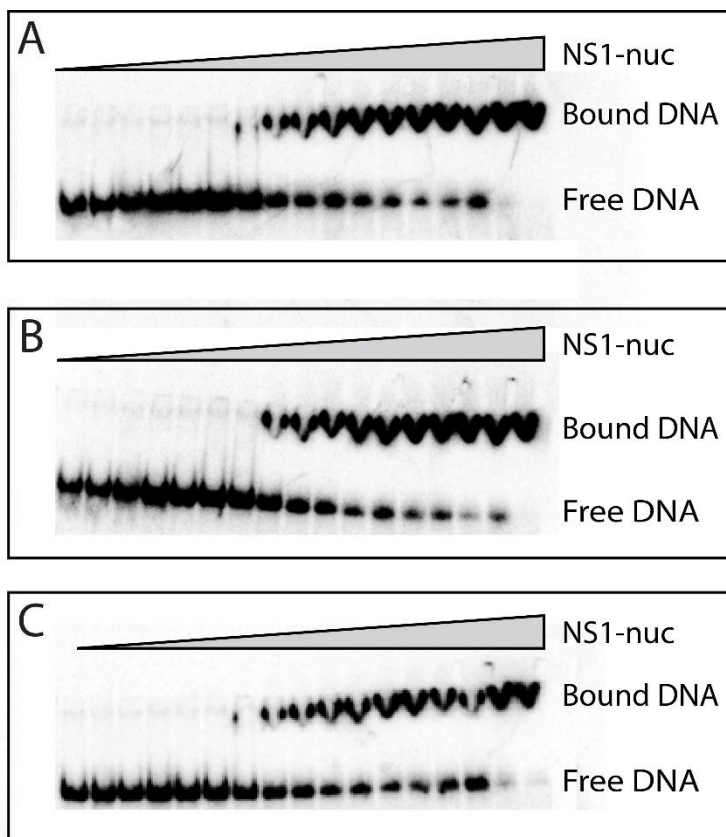 A
NS1-nuc
Bound DNA
Free DNA
B
NS1-nuc
Bound DNA
Free DNA
C
NS1-nuc
Bound DNA
Free DNA